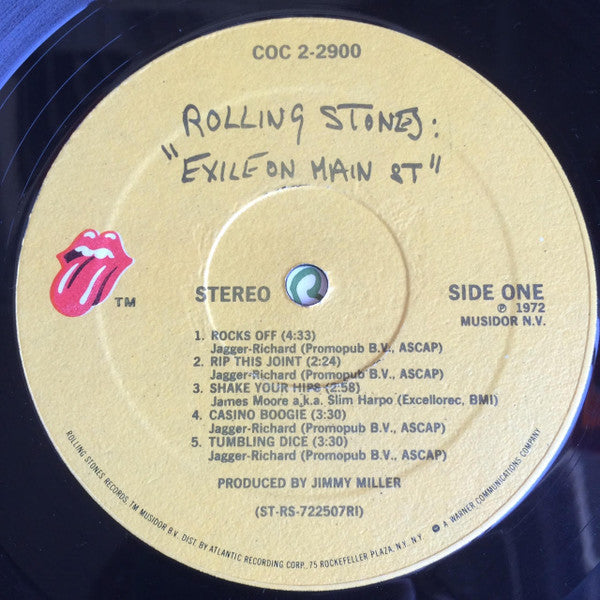 COC 2-2900
ROLLING STONES:
"EXILE ON MAIN ST"
TM
STEREO
SIDE ONE
℗ 1972
MUSIDOR N.V.
1. ROCKS OFF (4:33)
Jagger-Richard (Promopub B.V., ASCAP)
2. RIP THIS JOINT (2:24)
Jagger-Richard (Promopub B.V., ASCAP)
3. SHAKE YOUR HIPS (2:58)
James Moore a.k.a. Slim Harpo (Excellorec, BMI)
4. CASINO BOOGIE (3:30)
Jagger-Richard (Promopub B.V., ASCAP)
5. TUMBLING DICE (3:30)
Jagger-Richard (Promopub B.V., ASCAP)
PRODUCED BY JIMMY MILLER
(ST-RS-722507RI)
ROLLING STONES RECORDS, TM MUSIDOR B.V. DIST. BY ATLANTIC RECORDING CORP., 75 ROCKEFELLER PLAZA, N.Y. N.Y. A WARNER COMMUNICATIONS COMPANY